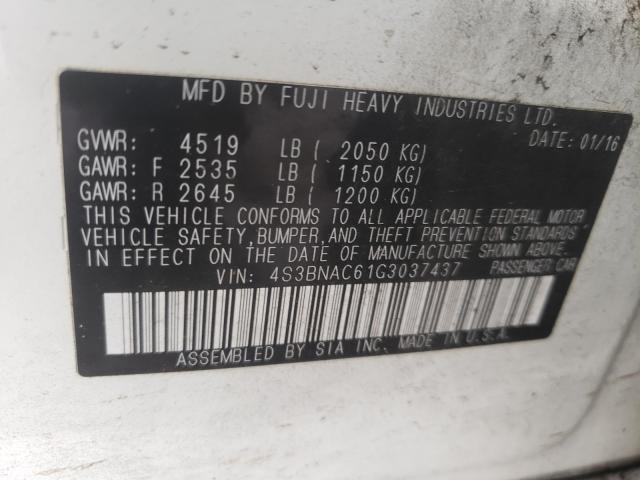 MFD BY FUJI HEAVY INDUSTRIES LTD.
DATE: 01/16
GVWR: 4519 LB ( 2050 KG)
GAWR: F 2535 LB ( 1150 KG)
GAWR: R 2645 LB ( 1200 KG)
THIS VEHICLE CONFORMS TO ALL APPLICABLE FEDERAL MOTOR
VEHICLE SAFETY, BUMPER, AND THEFT PREVENTION STANDARDS
IN EFFECT ON THE DATE OF MANUFACTURE SHOWN ABOVE.
VIN: 4S3BNAC61G3037437 PASSENGER CAR
ASSEMBLED BY SIA INC. MADE IN U.S.A.